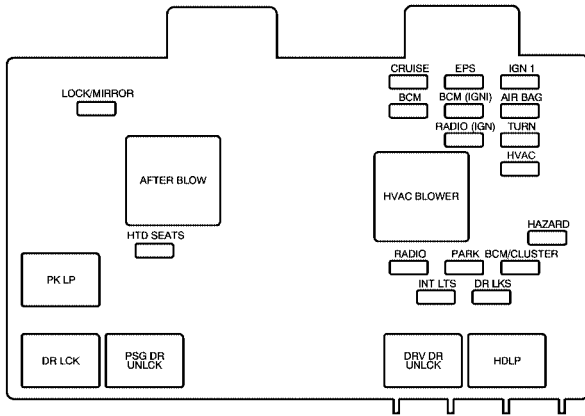 CRUISE EPS IGN 1
LOCK/MIRROR
BCM BCM (IGNI) AIR BAG
RADIO (IGN) TURN
HVAC
AFTER BLOW
HVAC BLOWER
HTD SEATS
HAZARD
RADIO PARK BCM/CLUSTER
PK LP
INT LTS DR LKS
DR LCK
PSG DR
UNLCK
DRV DR
UNLCK
HDLP